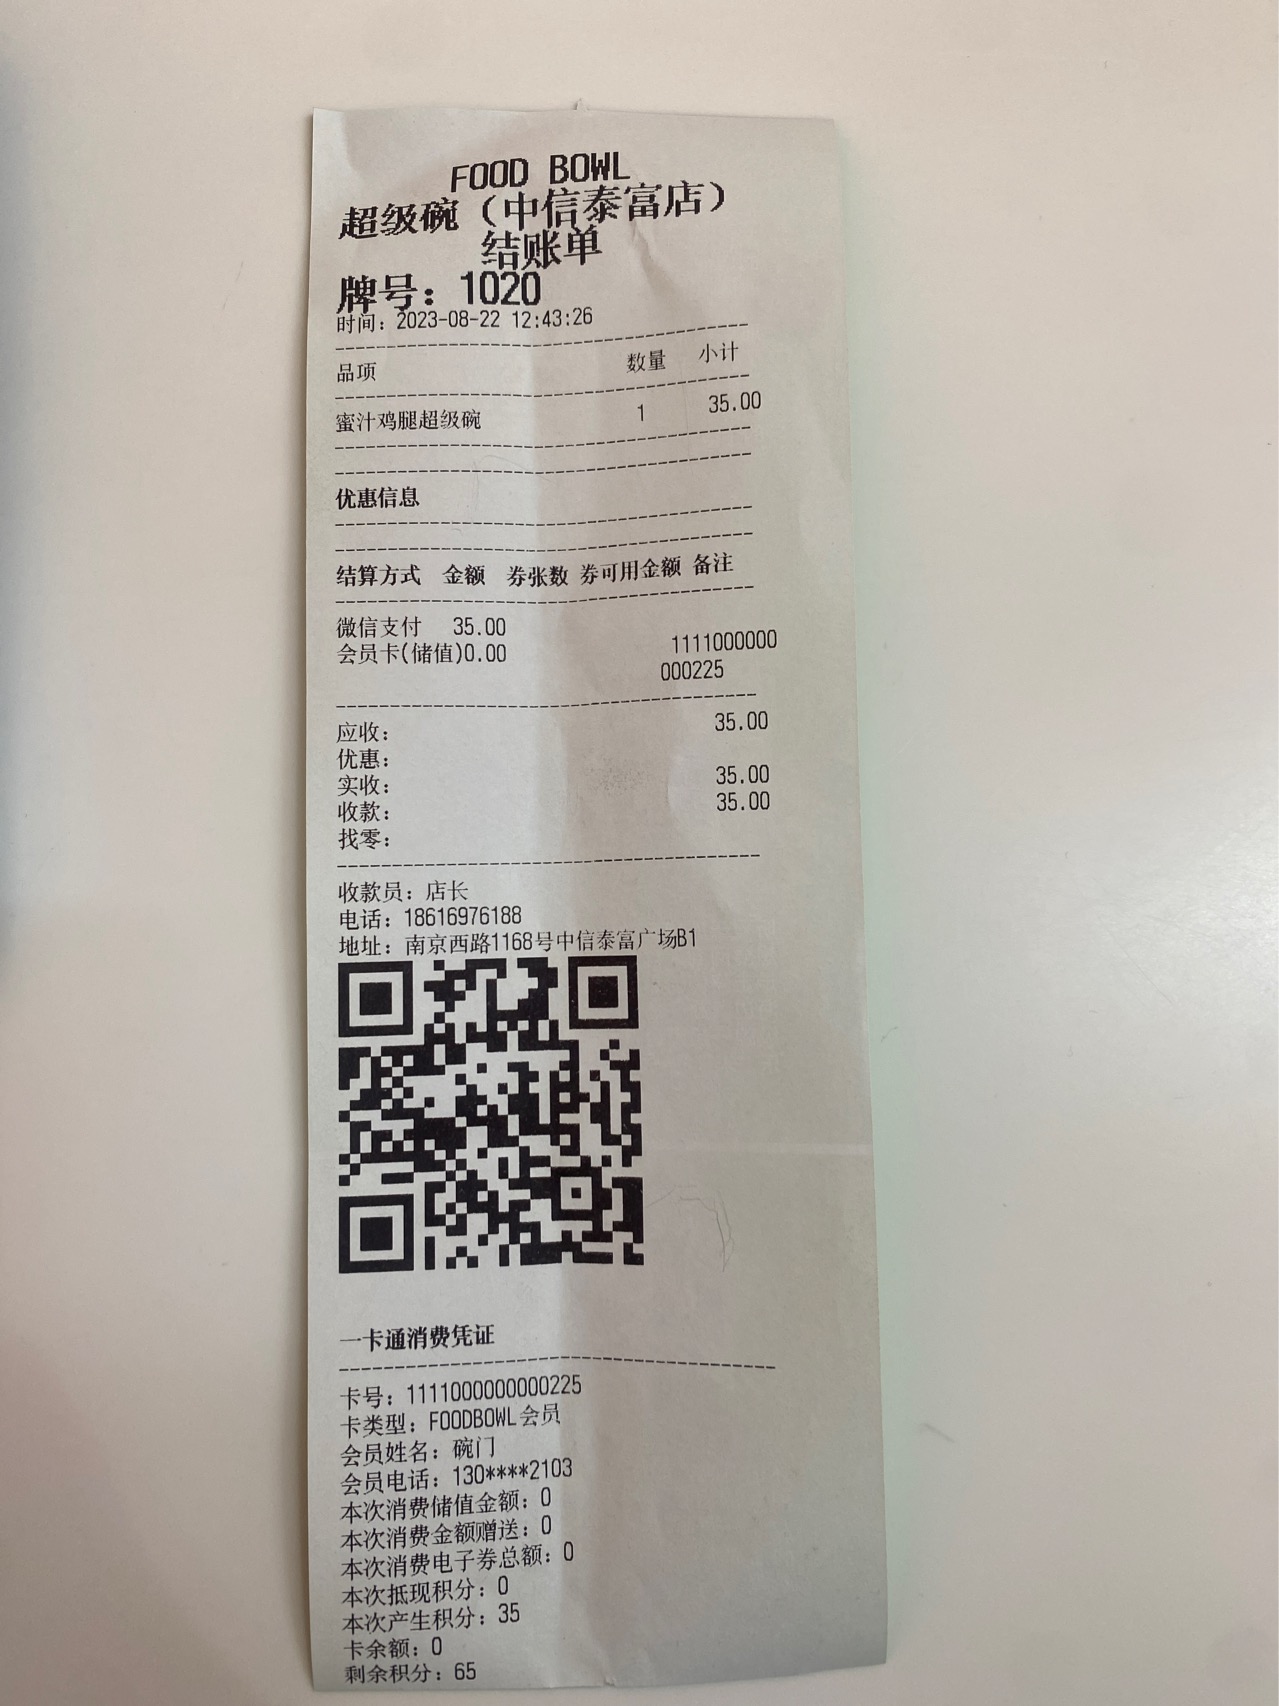 FOOD BOWL
超级碗（中信泰富店）
结账单
牌号：1020
时间：2023-08-22 12:43:26
品项 数量 小计
蜜汁鸡腿超级碗 1 35.00
优惠信息
结算方式 金额 券张数 券可用金额 备注
微信支付 35.00
会员卡(储值)0.00 1111000000
000225
应收： 35.00
优惠：
实收： 35.00
收款： 35.00
找零：
收款员：店长
电话：18616976188
地址：南京西路1168号中信泰富广场B1
一卡通消费凭证
卡号：1111000000000225
卡类型：FOODBOWL会员
会员姓名：碗门
会员电话：130****2103
本次消费储值金额：0
本次消费金额赠送：0
本次消费电子券总额：0
本次抵现积分：0
本次产生积分：35
卡余额：0
剩余积分：65